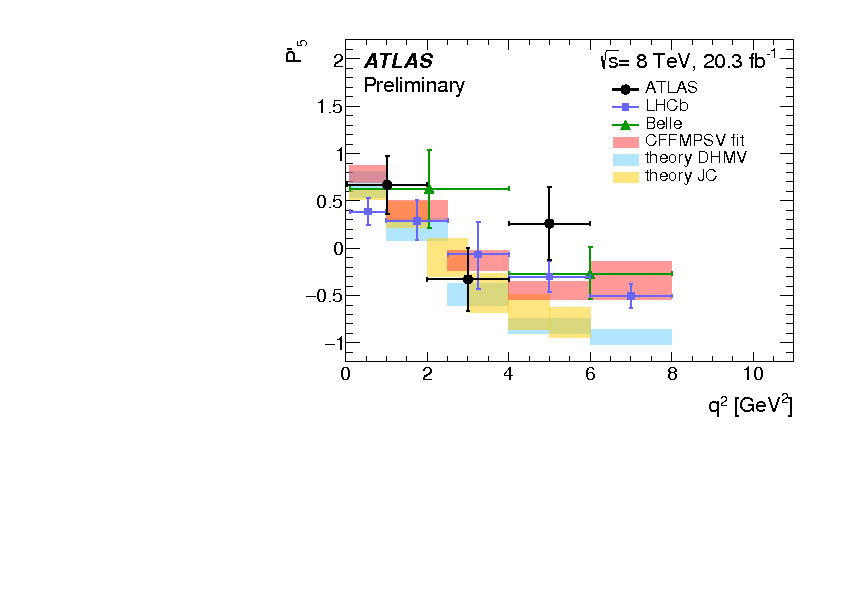 P'5
ATLAS
Preliminary
√s= 8 TeV, 20.3 fb-1
ATLAS
LHCb
Belle
CFFMPSV fit
theory DHMV
theory JC
2
1.5
1
0.5
0
−0.5
−1
0 2 4 6 8 10
q2 [GeV2]